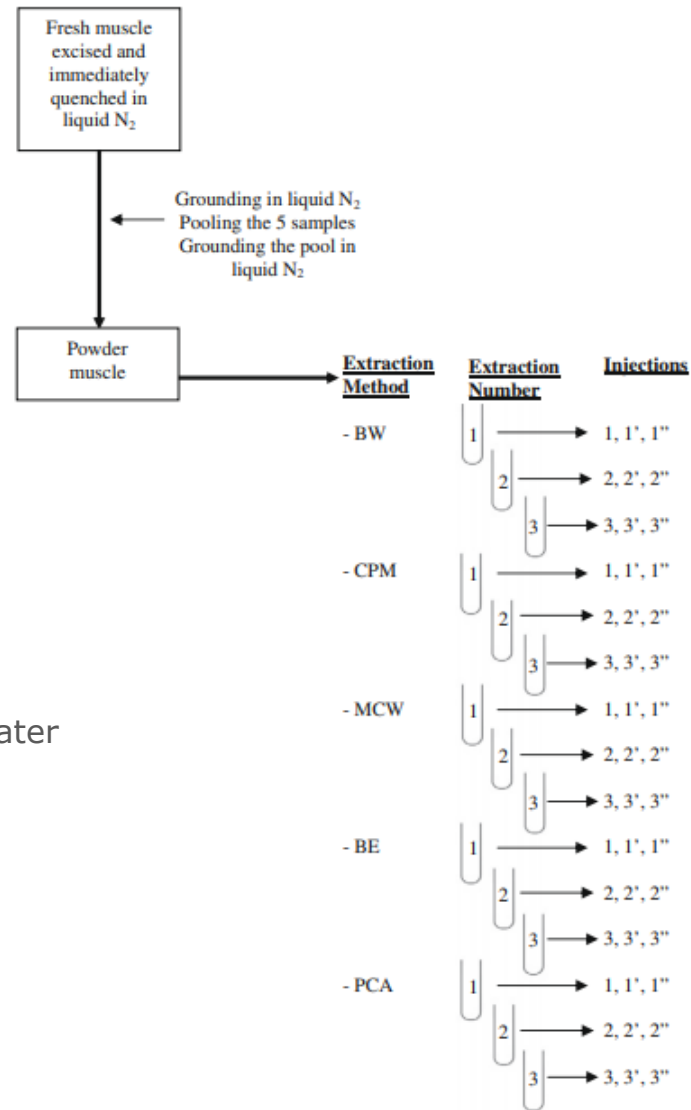 Fresh muscle
excised and
immediately
quenched in
liquid N₂
Grounding in liquid N₂
Pooling the 5 samples
Grounding the pool in
liquid N₂
Powder
muscle
Extraction Method
Extraction Number
Injections
- BW
1
1, 1’, 1”
2
2, 2’, 2”
3
3, 3’, 3”
- CPM
1
1, 1’, 1”
2
2, 2’, 2”
3
3, 3’, 3”
ater
- MCW
1
1, 1’, 1”
2
2, 2’, 2”
3
3, 3’, 3”
- BE
1
1, 1’, 1”
2
2, 2’, 2”
3
3, 3’, 3”
- PCA
1
1, 1’, 1”
2
2, 2’, 2”
3
3, 3’, 3”